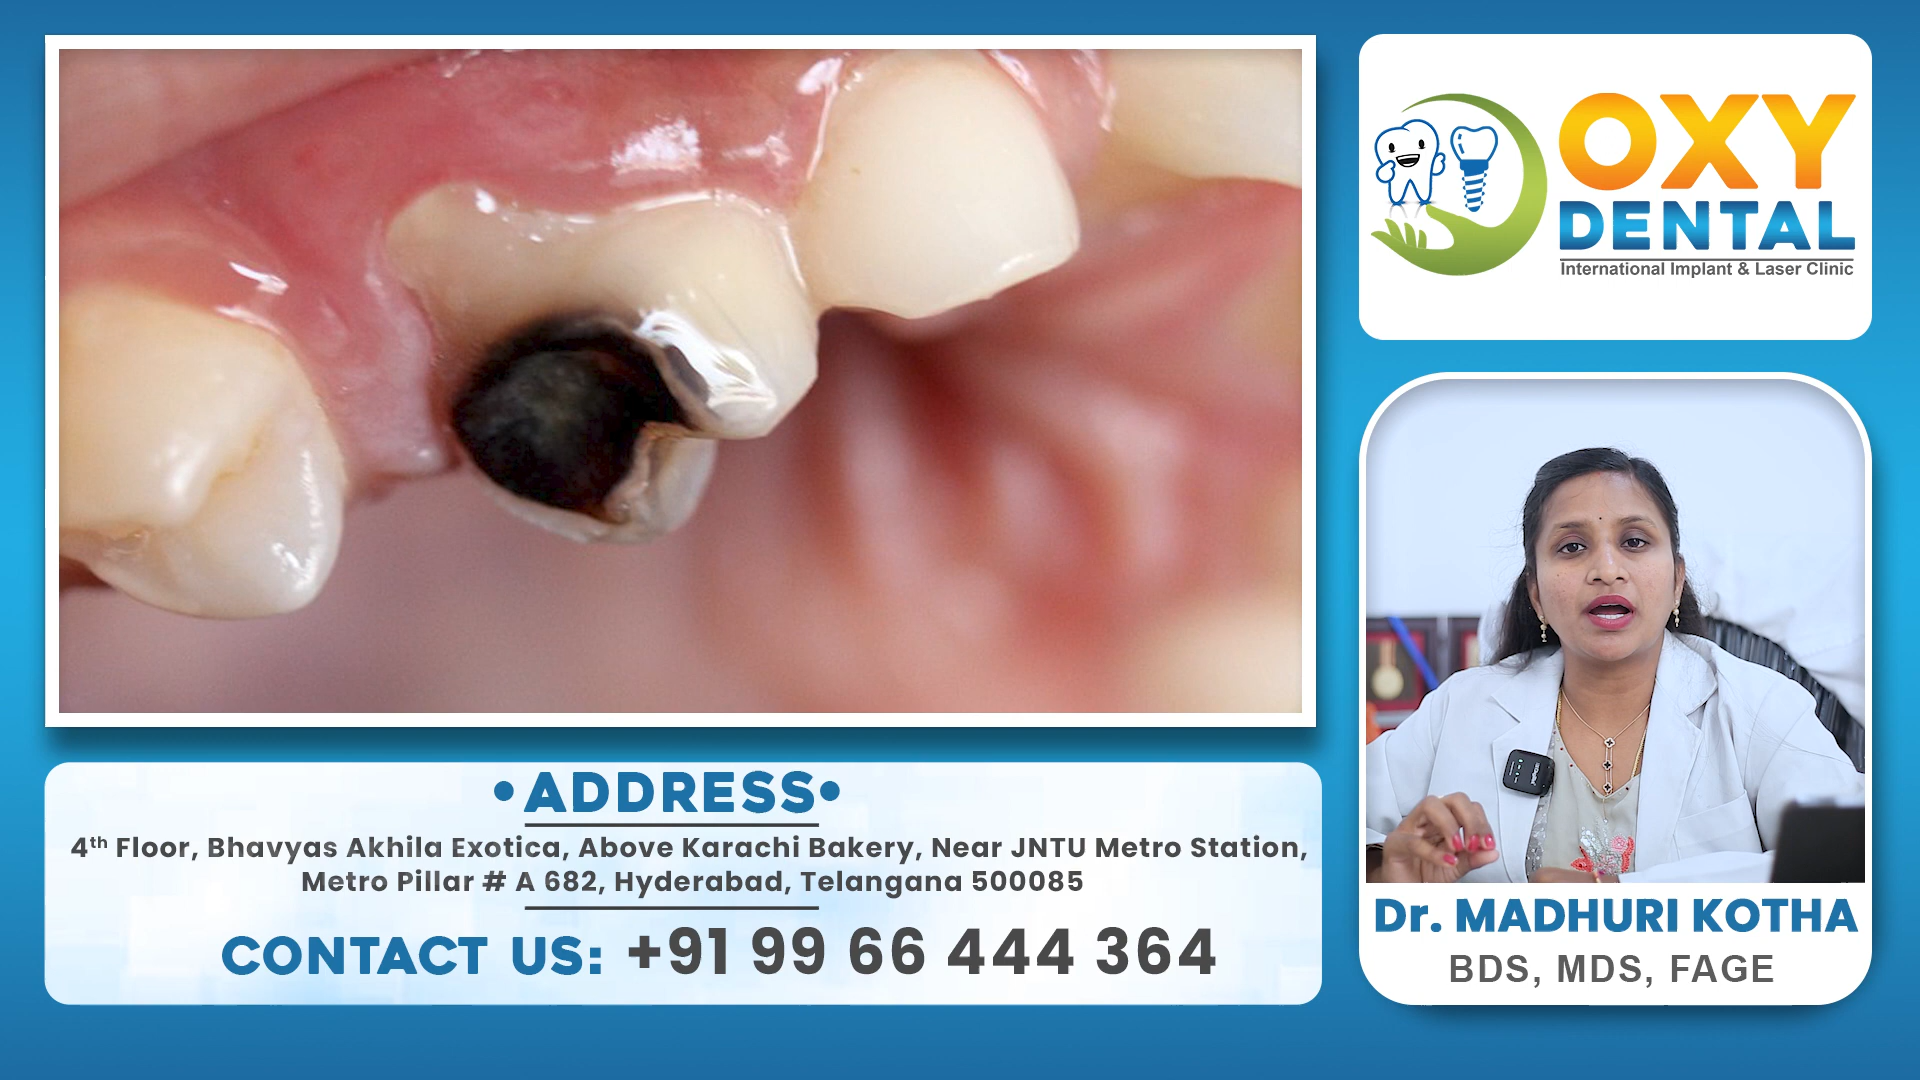 OXY
DENTAL
International Implant & Laser Clinic
•ADDRESS•
4th Floor, Bhavyas Akhila Exotica, Above Karachi Bakery, Near JNTU Metro Station,
Metro Pillar # A 682, Hyderabad, Telangana 500085
CONTACT US: +91 99 66 444 364
Dr. MADHURI KOTHA
BDS, MDS, FAGE